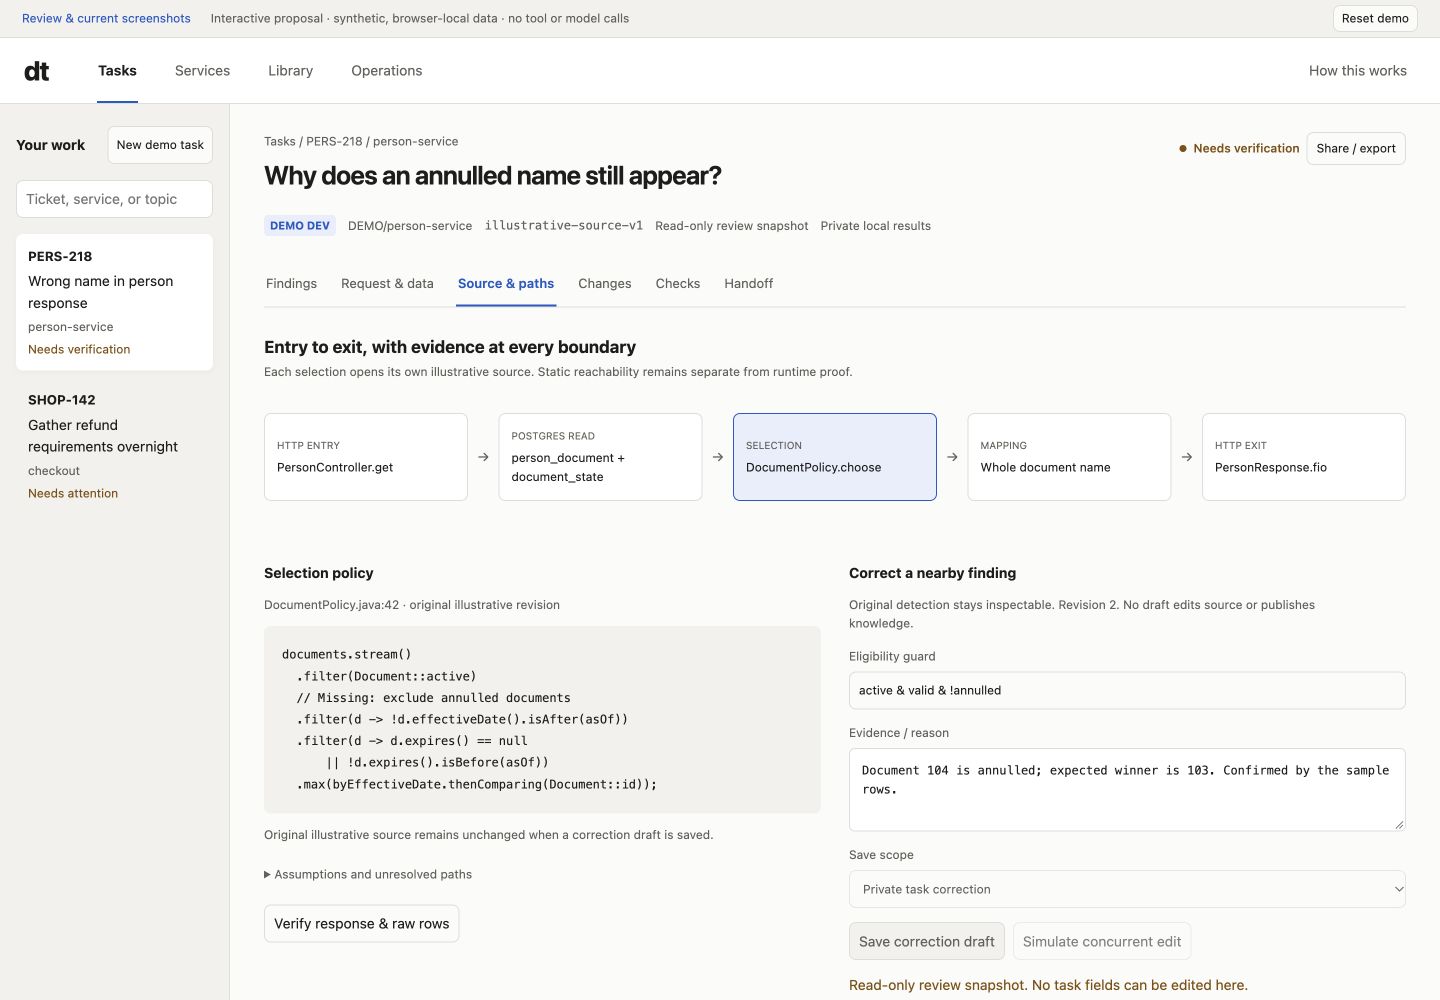 Review & current screenshots
Interactive proposal · synthetic, browser-local data · no tool or model calls
Reset demo
dt
Tasks
Services
Library
Operations
How this works
Your work
New demo task
Ticket, service, or topic
PERS-218
Wrong name in person
response
person-service
Needs verification
SHOP-142
Gather refund
requirements overnight
checkout
Needs attention
Tasks / PERS-218 / person-service
Why does an annulled name still appear?
Needs verification
Share / export
DEMO DEV
DEMO/person-service
illustrative-source-v1
Read-only review snapshot
Private local results
Findings
Request & data
Source & paths
Changes
Checks
Handoff
Entry to exit, with evidence at every boundary
Each selection opens its own illustrative source. Static reachability remains separate from runtime proof.
HTTP ENTRY
PersonController.get
→
POSTGRES READ
person_document +
document_state
→
SELECTION
DocumentPolicy.choose
→
MAPPING
Whole document name
→
HTTP EXIT
PersonResponse.fio
Selection policy
DocumentPolicy.java:42 · original illustrative revision
documents.stream()
  .filter(Document::active)
  // Missing: exclude annulled documents
  .filter(d -> !d.effectiveDate().isAfter(asOf))
  .filter(d -> d.expires() == null
      || !d.expires().isBefore(asOf))
  .max(byEffectiveDate.thenComparing(Document::id));
Original illustrative source remains unchanged when a correction draft is saved.
Assumptions and unresolved paths
Verify response & raw rows
Correct a nearby finding
Original detection stays inspectable. Revision 2. No draft edits source or publishes
knowledge.
Eligibility guard
active & valid & !annulled
Evidence / reason
Document 104 is annulled; expected winner is 103. Confirmed by the sample
rows.
Save scope
Private task correction
Save correction draft
Simulate concurrent edit
Read-only review snapshot. No task fields can be edited here.